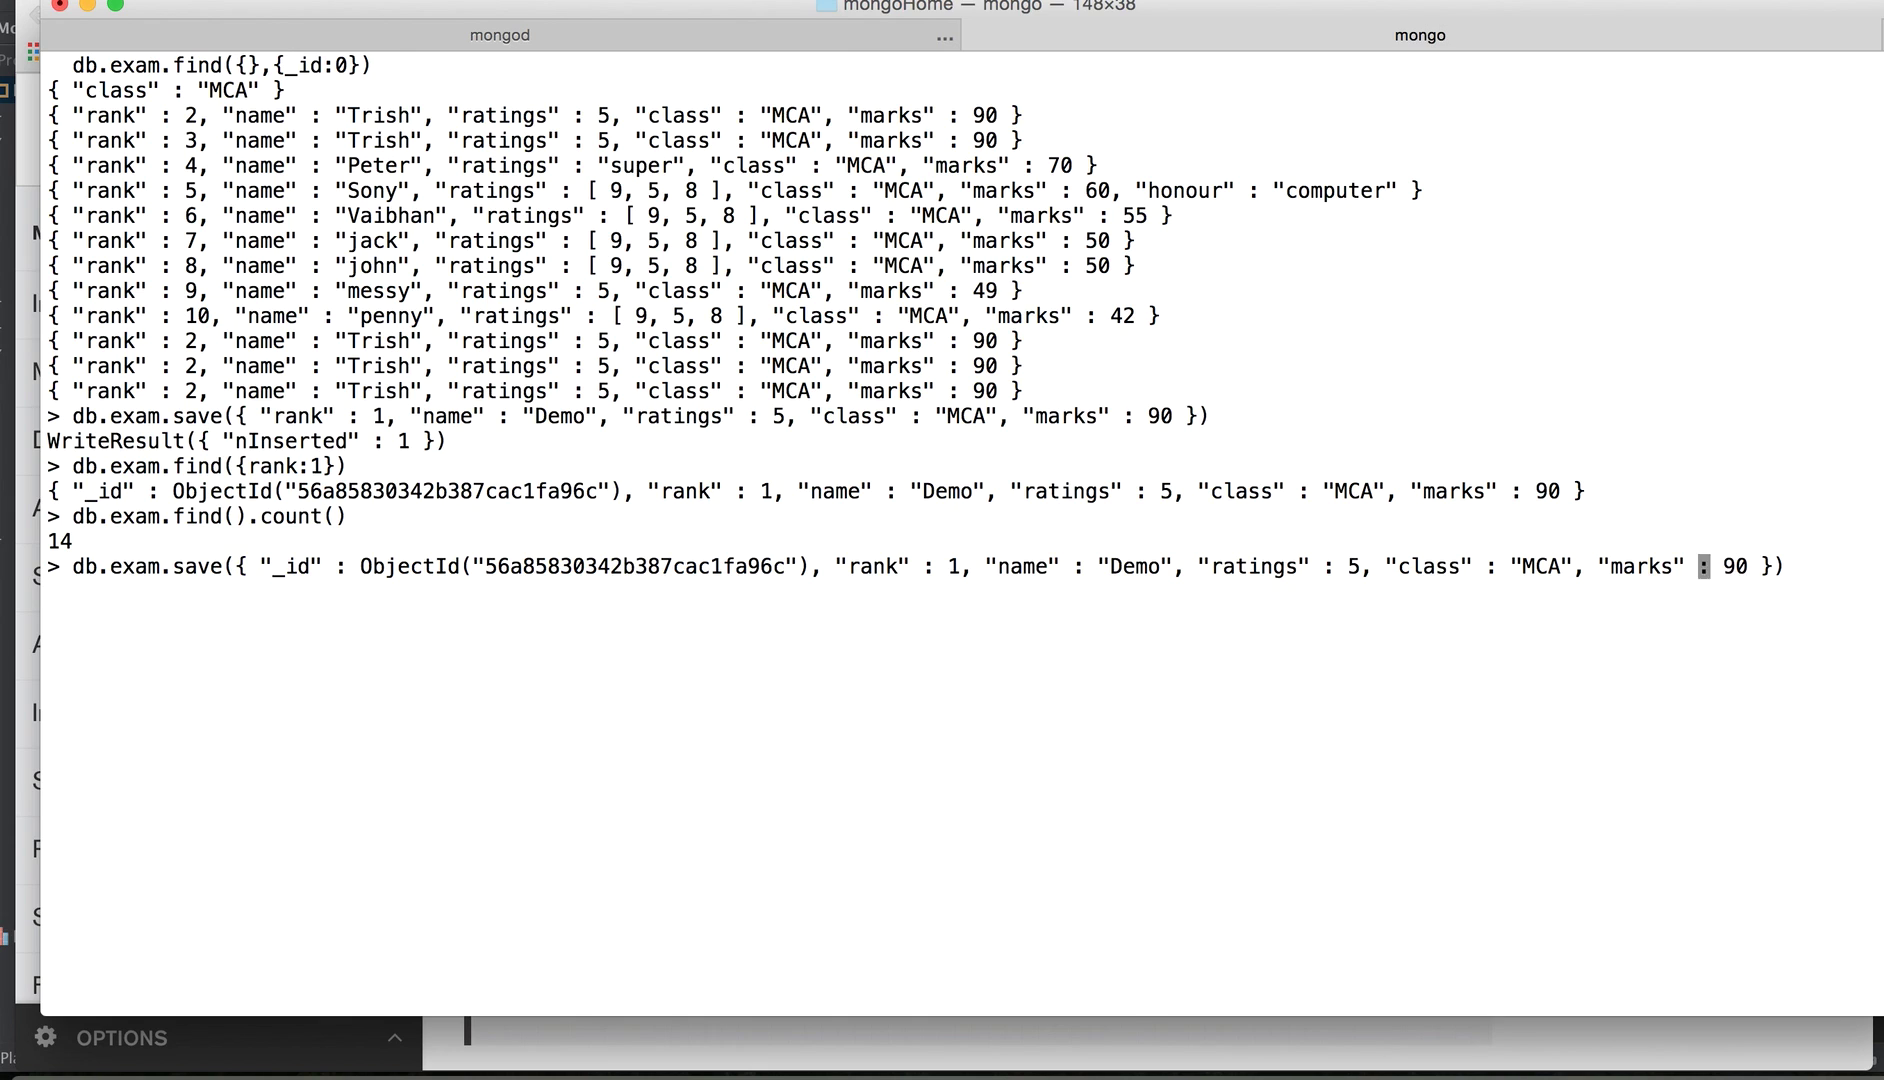 mongoHome — mongo — 148×38
mongod
...
mongo
db.exam.find({},{_id:0})
{ "class" : "MCA" }
{ "rank" : 2, "name" : "Trish", "ratings" : 5, "class" : "MCA", "marks" : 90 }
{ "rank" : 3, "name" : "Trish", "ratings" : 5, "class" : "MCA", "marks" : 90 }
{ "rank" : 4, "name" : "Peter", "ratings" : "super", "class" : "MCA", "marks" : 70 }
{ "rank" : 5, "name" : "Sony", "ratings" : [ 9, 5, 8 ], "class" : "MCA", "marks" : 60, "honour" : "computer" }
{ "rank" : 6, "name" : "Vaibhan", "ratings" : [ 9, 5, 8 ], "class" : "MCA", "marks" : 55 }
{ "rank" : 7, "name" : "jack", "ratings" : [ 9, 5, 8 ], "class" : "MCA", "marks" : 50 }
{ "rank" : 8, "name" : "john", "ratings" : [ 9, 5, 8 ], "class" : "MCA", "marks" : 50 }
{ "rank" : 9, "name" : "messy", "ratings" : 5, "class" : "MCA", "marks" : 49 }
{ "rank" : 10, "name" : "penny", "ratings" : [ 9, 5, 8 ], "class" : "MCA", "marks" : 42 }
{ "rank" : 2, "name" : "Trish", "ratings" : 5, "class" : "MCA", "marks" : 90 }
{ "rank" : 2, "name" : "Trish", "ratings" : 5, "class" : "MCA", "marks" : 90 }
{ "rank" : 2, "name" : "Trish", "ratings" : 5, "class" : "MCA", "marks" : 90 }
> db.exam.save({ "rank" : 1, "name" : "Demo", "ratings" : 5, "class" : "MCA", "marks" : 90 })
WriteResult({ "nInserted" : 1 })
> db.exam.find({rank:1})
{ "_id" : ObjectId("56a85830342b387cac1fa96c"), "rank" : 1, "name" : "Demo", "ratings" : 5, "class" : "MCA", "marks" : 90 }
> db.exam.find().count()
14
> db.exam.save({ "_id" : ObjectId("56a85830342b387cac1fa96c"), "rank" : 1, "name" : "Demo", "ratings" : 5, "class" : "MCA", "marks" : 90 })
OPTIONS